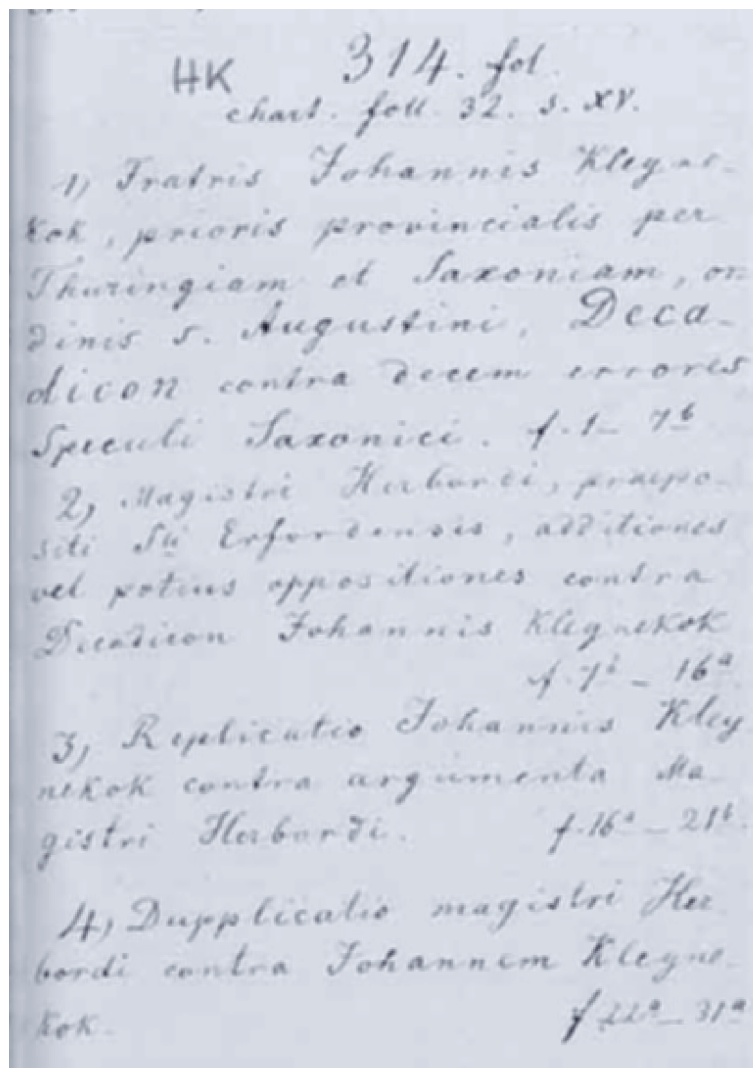 HK 314. fol.
chart. foll. 32. s. XV.
1) Fratris Johannis Kleyne-
kok, prioris provincialis per
Thuringiam et Saxoniam, or-
dinis s. Augustini, Deca-
dicon contra decem errores
Speculi Saxonici. f. 1 – 7b
2) Magistri Herbordi, praepo-
siti Erfordensis, additiones
vel potius oppositiones contra
Decadicon Johannis Kleynekok
f. 7b – 16a
3) Replicatio Johannis Kley
nekok contra argumenta Ma-
gistri Herbordi. f. 16a – 21b.
4) Dupplicatio magistri Her
bordi contra Johannem Kleyne-
kok. f 22a – 31a